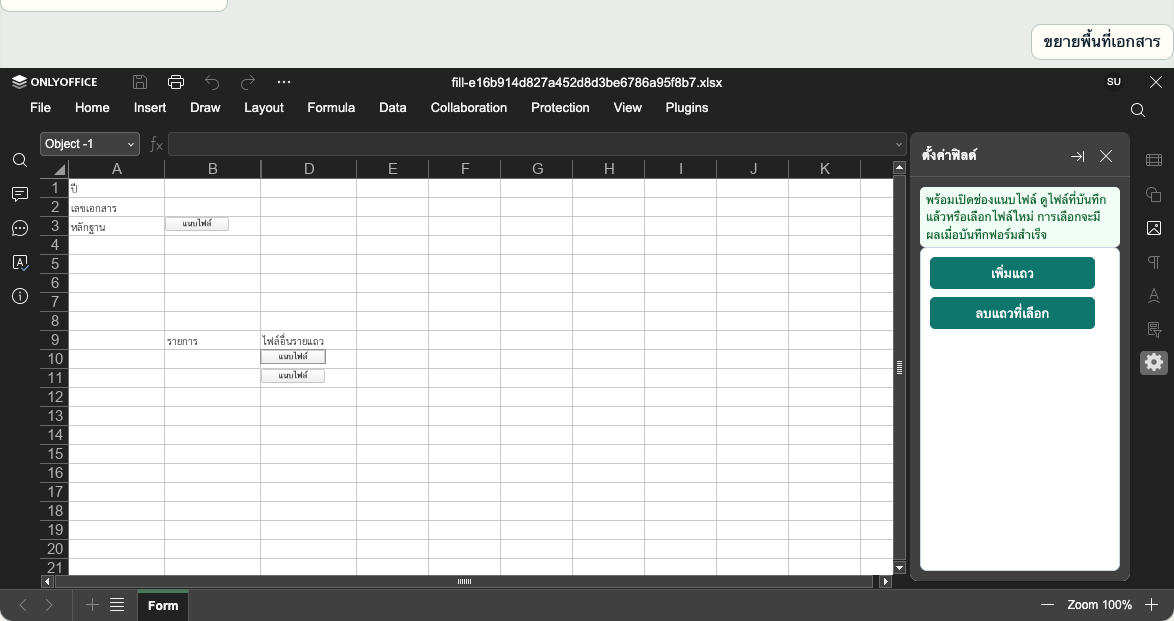 ขยายพื้นที่เอกสาร
ONLYOFFICE
fill-e16b914d827a452d8d3be6786a95f8b7.xlsx
SU
File Home Insert Draw Layout Formula Data Collaboration Protection View Plugins
Object -1
fx
ตั้งค่าฟิลด์
A B D E F G H I J K
1 ปี
2 เลขเอกสาร
3 หลักฐาน แนบไฟล์
4
5
6
7
8
9 รายการ ไฟล์อื่นรายแถว
10 แนบไฟล์
11 แนบไฟล์
12
13
14
15
16
17
18
19
20
21
พร้อมเปิดช่องแนบไฟล์ ดูไฟล์ที่บันทึก
แล้วหรือเลือกไฟล์ใหม่ การเลือกจะมี
ผลเมื่อบันทึกฟอร์มสำเร็จ
เพิ่มแถว
ลบแถวที่เลือก
Form
Zoom 100%